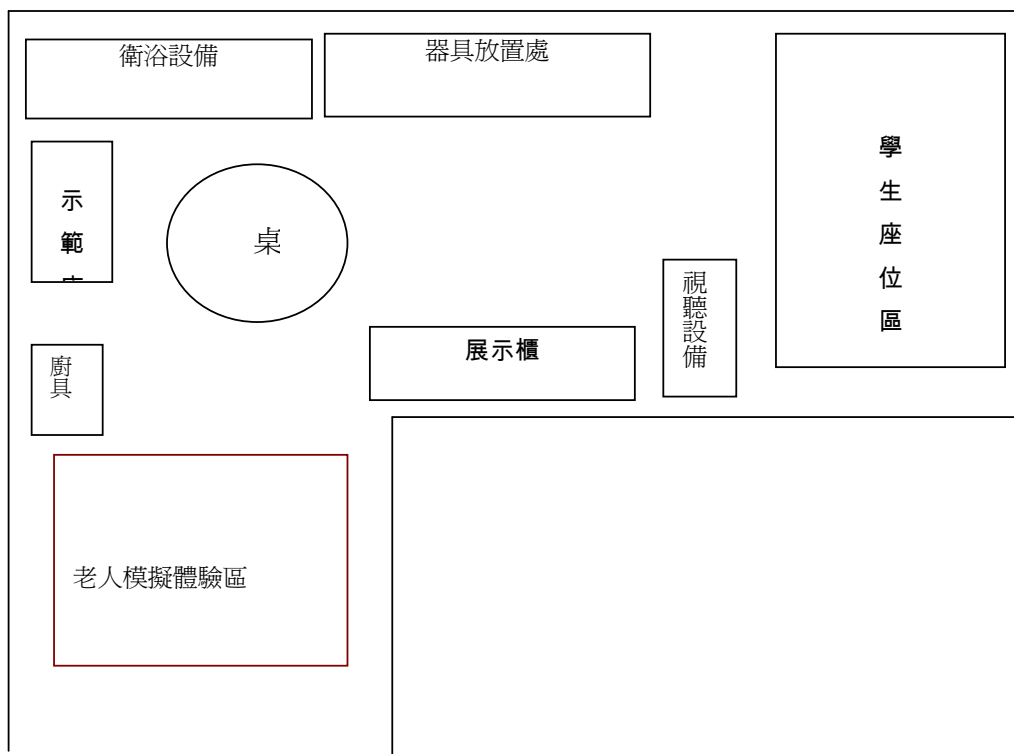 衛浴設備
器具放置處
學生座位區
示範
桌
視聽設備
展示櫃
廚具
老人模擬體驗區